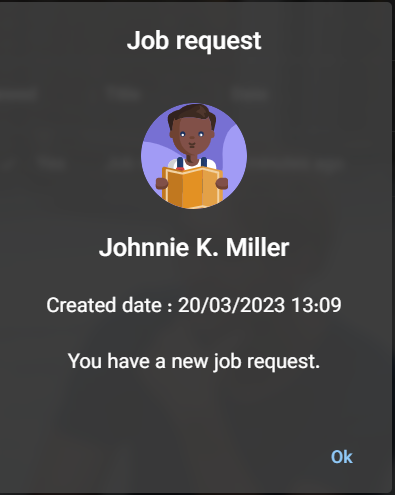 Job request
Johnnie K. Miller
Created date : 20/03/2023 13:09
You have a new job request.
Ok